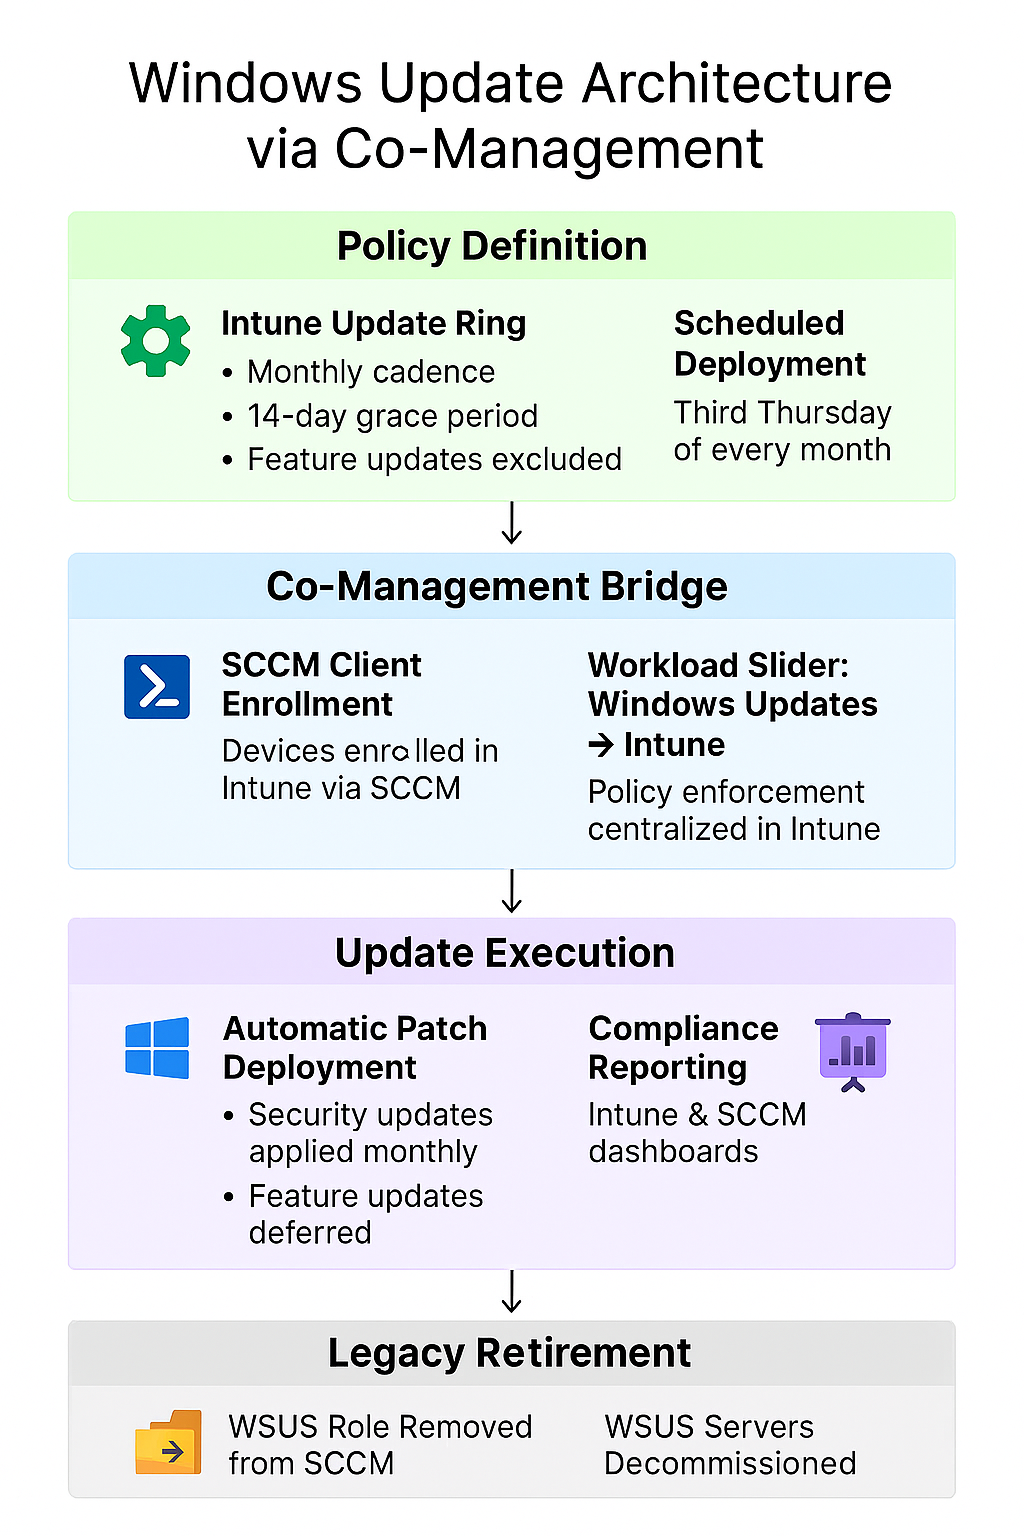 Windows Update Architecture
via Co-Management
Policy Definition
Intune Update Ring
• Monthly cadence
• 14-day grace period
• Feature updates excluded
Scheduled
Deployment
Third Thursday
of every month
Co-Management Bridge
SCCM Client
Enrollment
Devices enrolled in
Intune via SCCM
Workload Slider:
Windows Updates
→ Intune
Policy enforcement
centralized in Intune
Update Execution
Automatic Patch
Deployment
• Security updates
applied monthly
• Feature updates
deferred
Compliance
Reporting
Intune & SCCM
dashboards
Legacy Retirement
WSUS Role Removed
from SCCM
WSUS Servers
Decommissioned